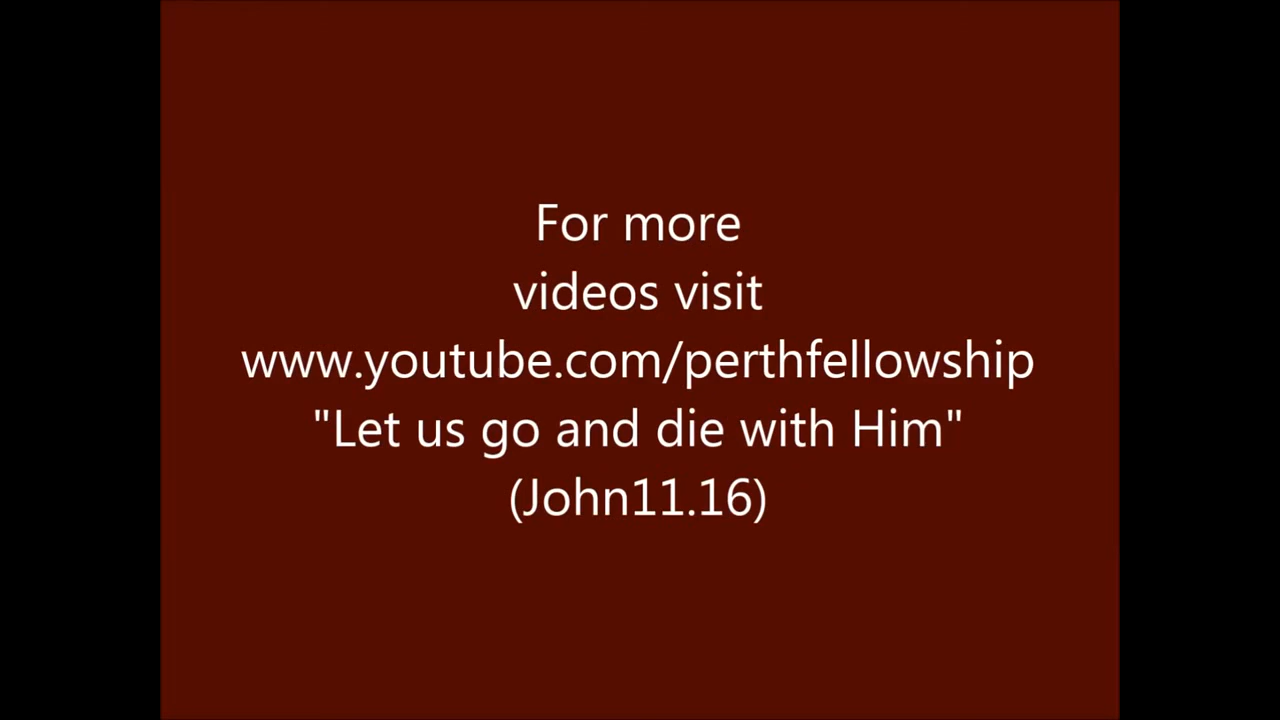 For more
videos visit
www.youtube.com/perthfellowship
"Let us go and die with Him"
(John11.16)